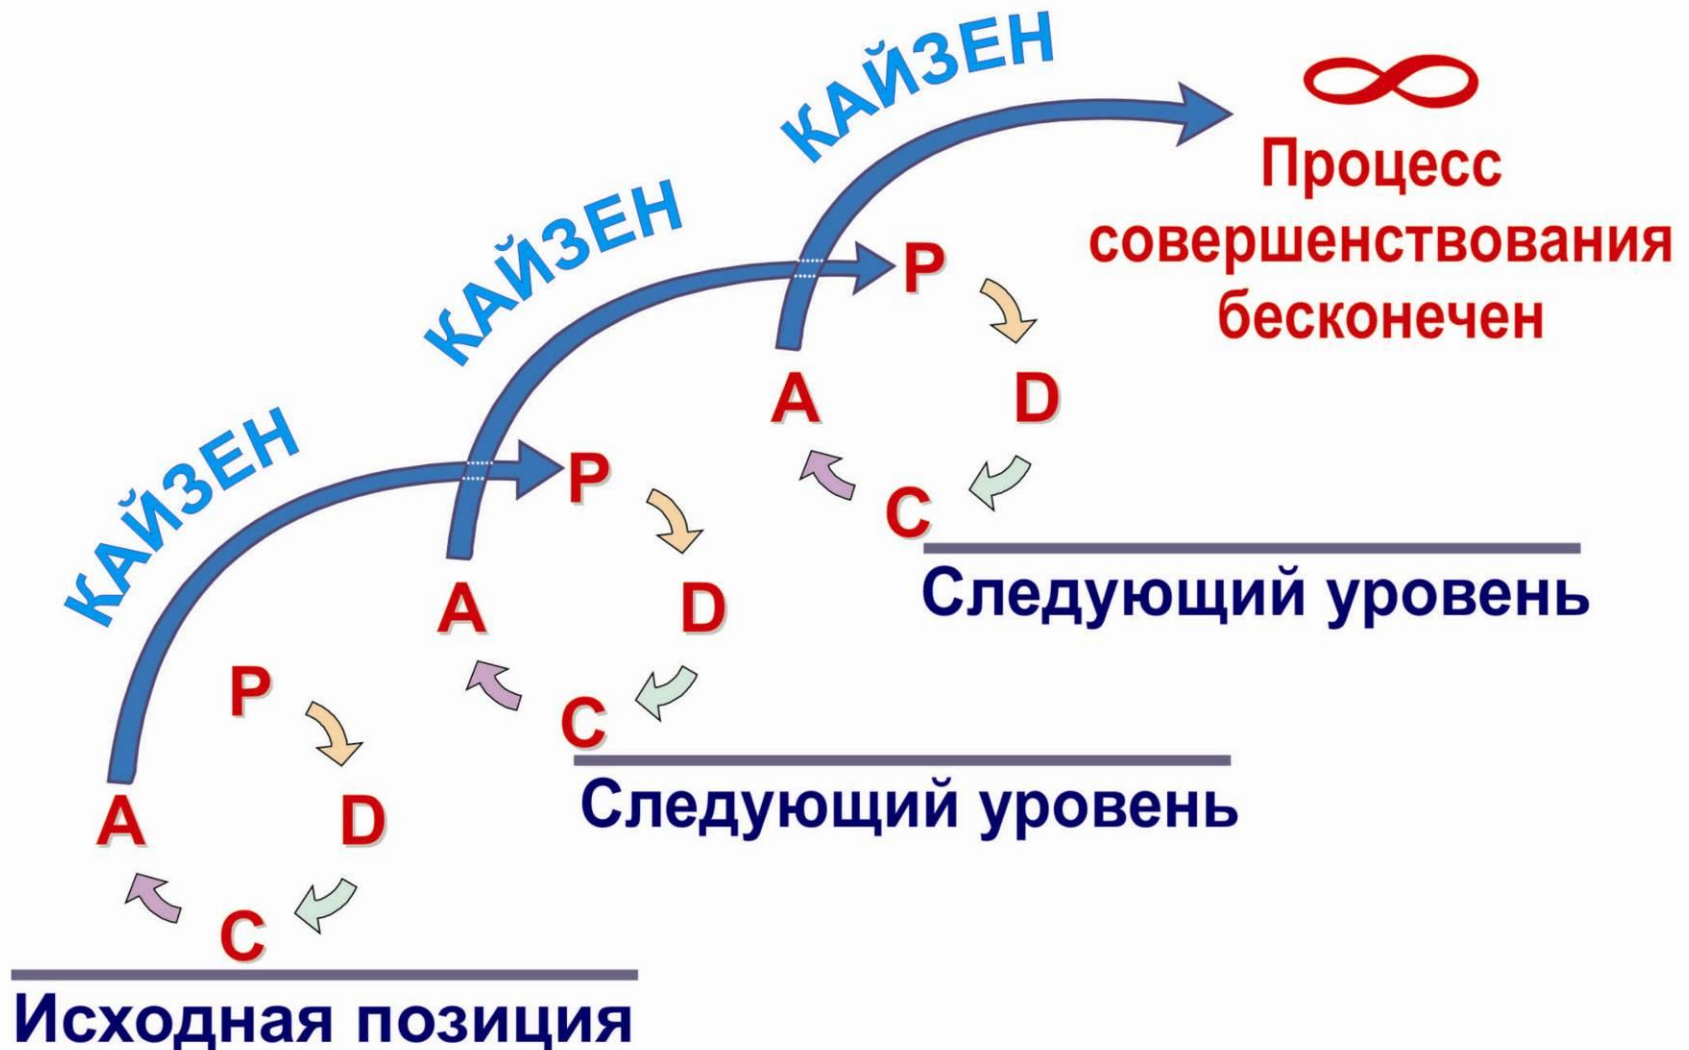 КАЙЗЕН
Процесс
совершенствования
бесконечен
КАЙЗЕН
P
A
D
C
Следующий уровень
КАЙЗЕН
P
A
D
C
Следующий уровень
P
A
D
C
Исходная позиция